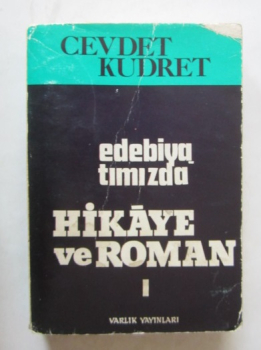 CEVDET
KUDRET
edebiya
tımızda
HİKÂYE
ve ROMAN
I
VARLIK YAYINLARI